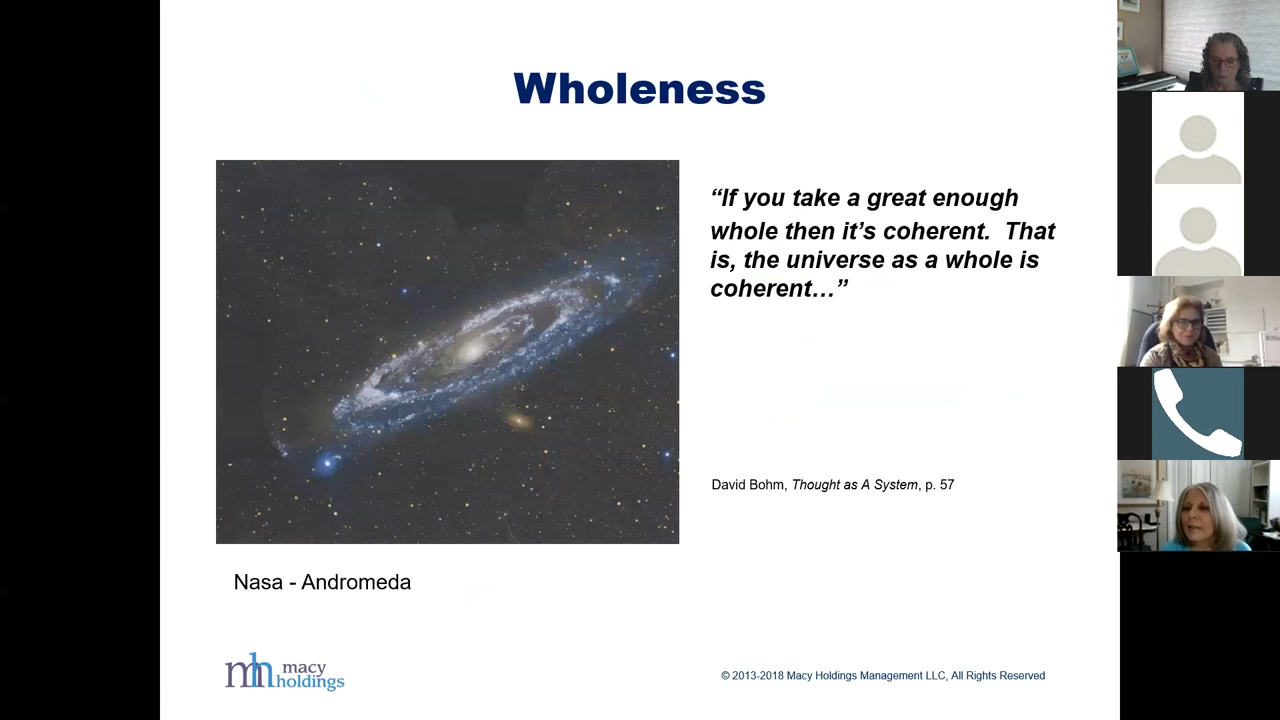 Wholeness
“If you take a great enough
whole then it’s coherent.  That
is, the universe as a whole is
coherent…”
David Bohm, Thought as A System, p. 57
Nasa - Andromeda
mh macy
holdings
© 2013-2018 Macy Holdings Management LLC, All Rights Reserved